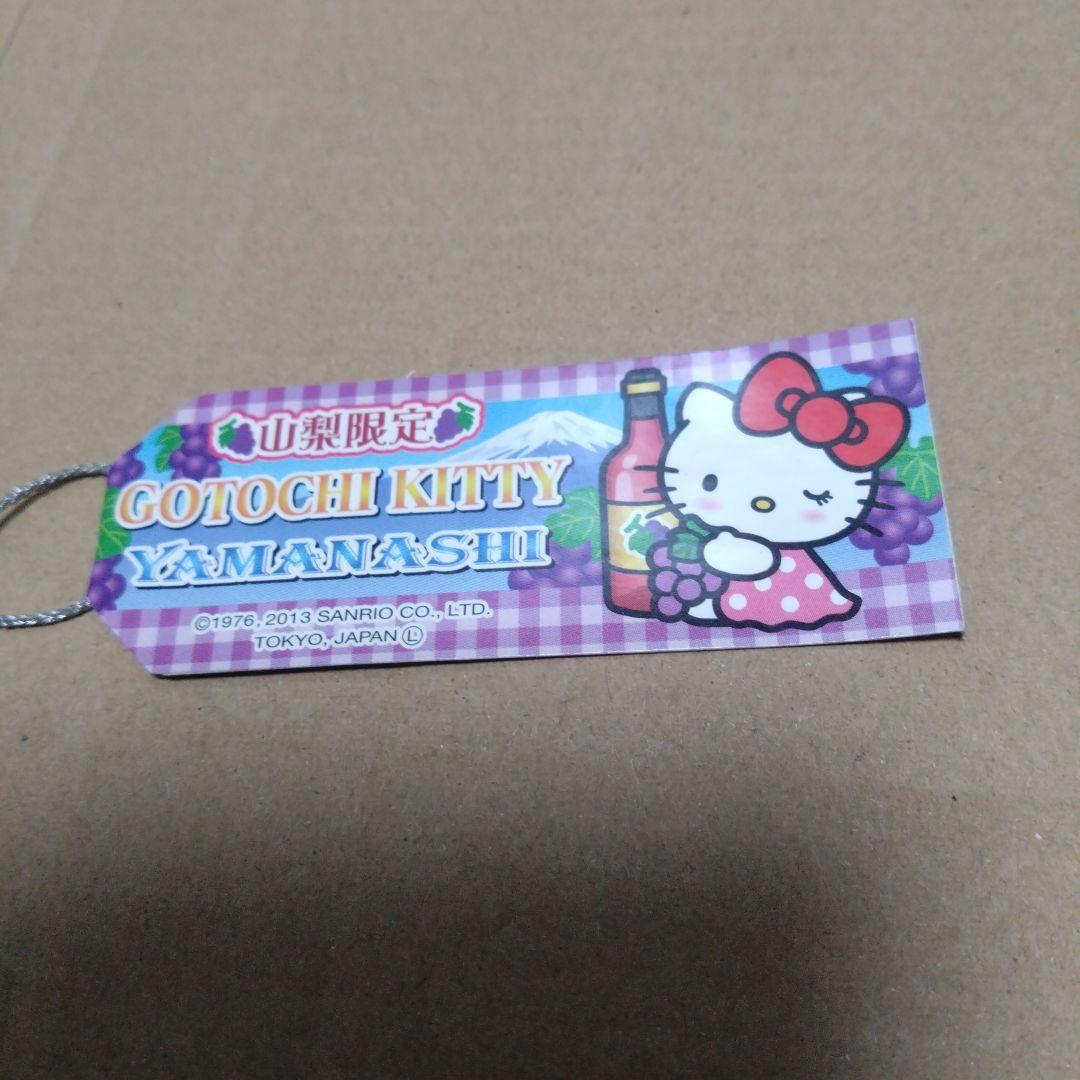 山梨限定
GOTOCHI KITTY
YAMANASHI
©1976, 2013 SANRIO CO., LTD.
TOKYO, JAPAN Ⓛ